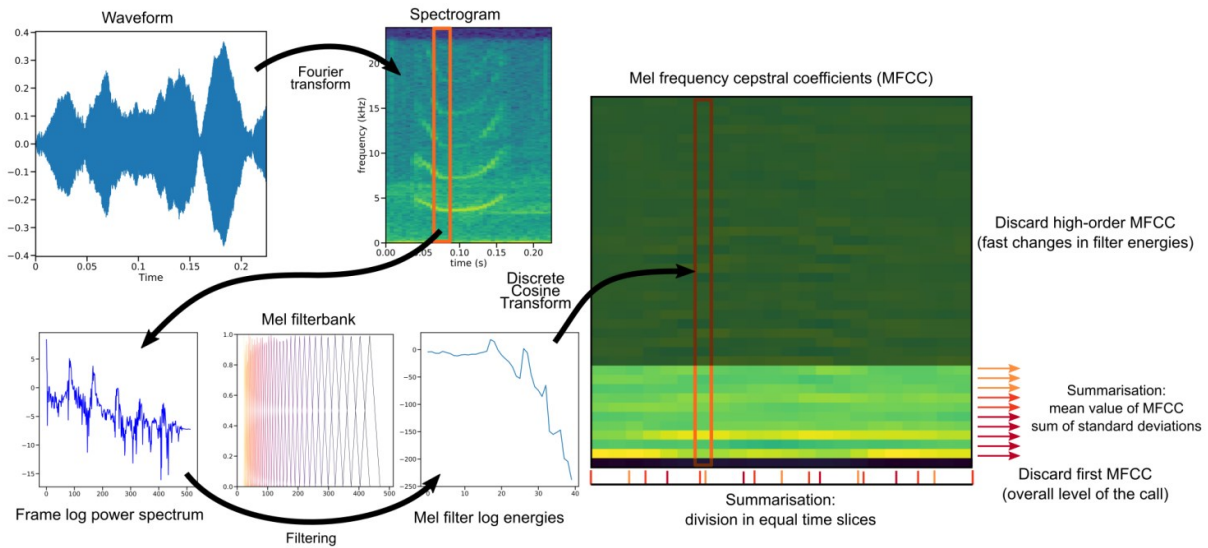 Waveform
0.4
0.3
0.2
0.1
0.0
−0.1
−0.2
−0.3
−0.4
0
0.05
0.10
0.15
0.2
Time
Fourier
transform
Spectrogram
20
15
10
5
0
frequency (kHz)
0.00
0.05
0.10
0.15
0.20
time (s)
Discrete
Cosine
Transform
Mel frequency cepstral coefficients (MFCC)
Discard high-order MFCC
(fast changes in filter energies)
Summarisation:
mean value of MFCC
sum of standard deviations
Discard first MFCC
(overall level of the call)
Summarisation:
division in equal time slices
5
0
−5
−10
−15
0
100
200
300
400
500
Frame log power spectrum
Mel filterbank
1.0
0.8
0.6
0.4
0.2
0.0
0
100
200
300
400
500
Filtering
0
−50
−100
−150
−200
−250
0
10
20
30
40
Mel filter log energies